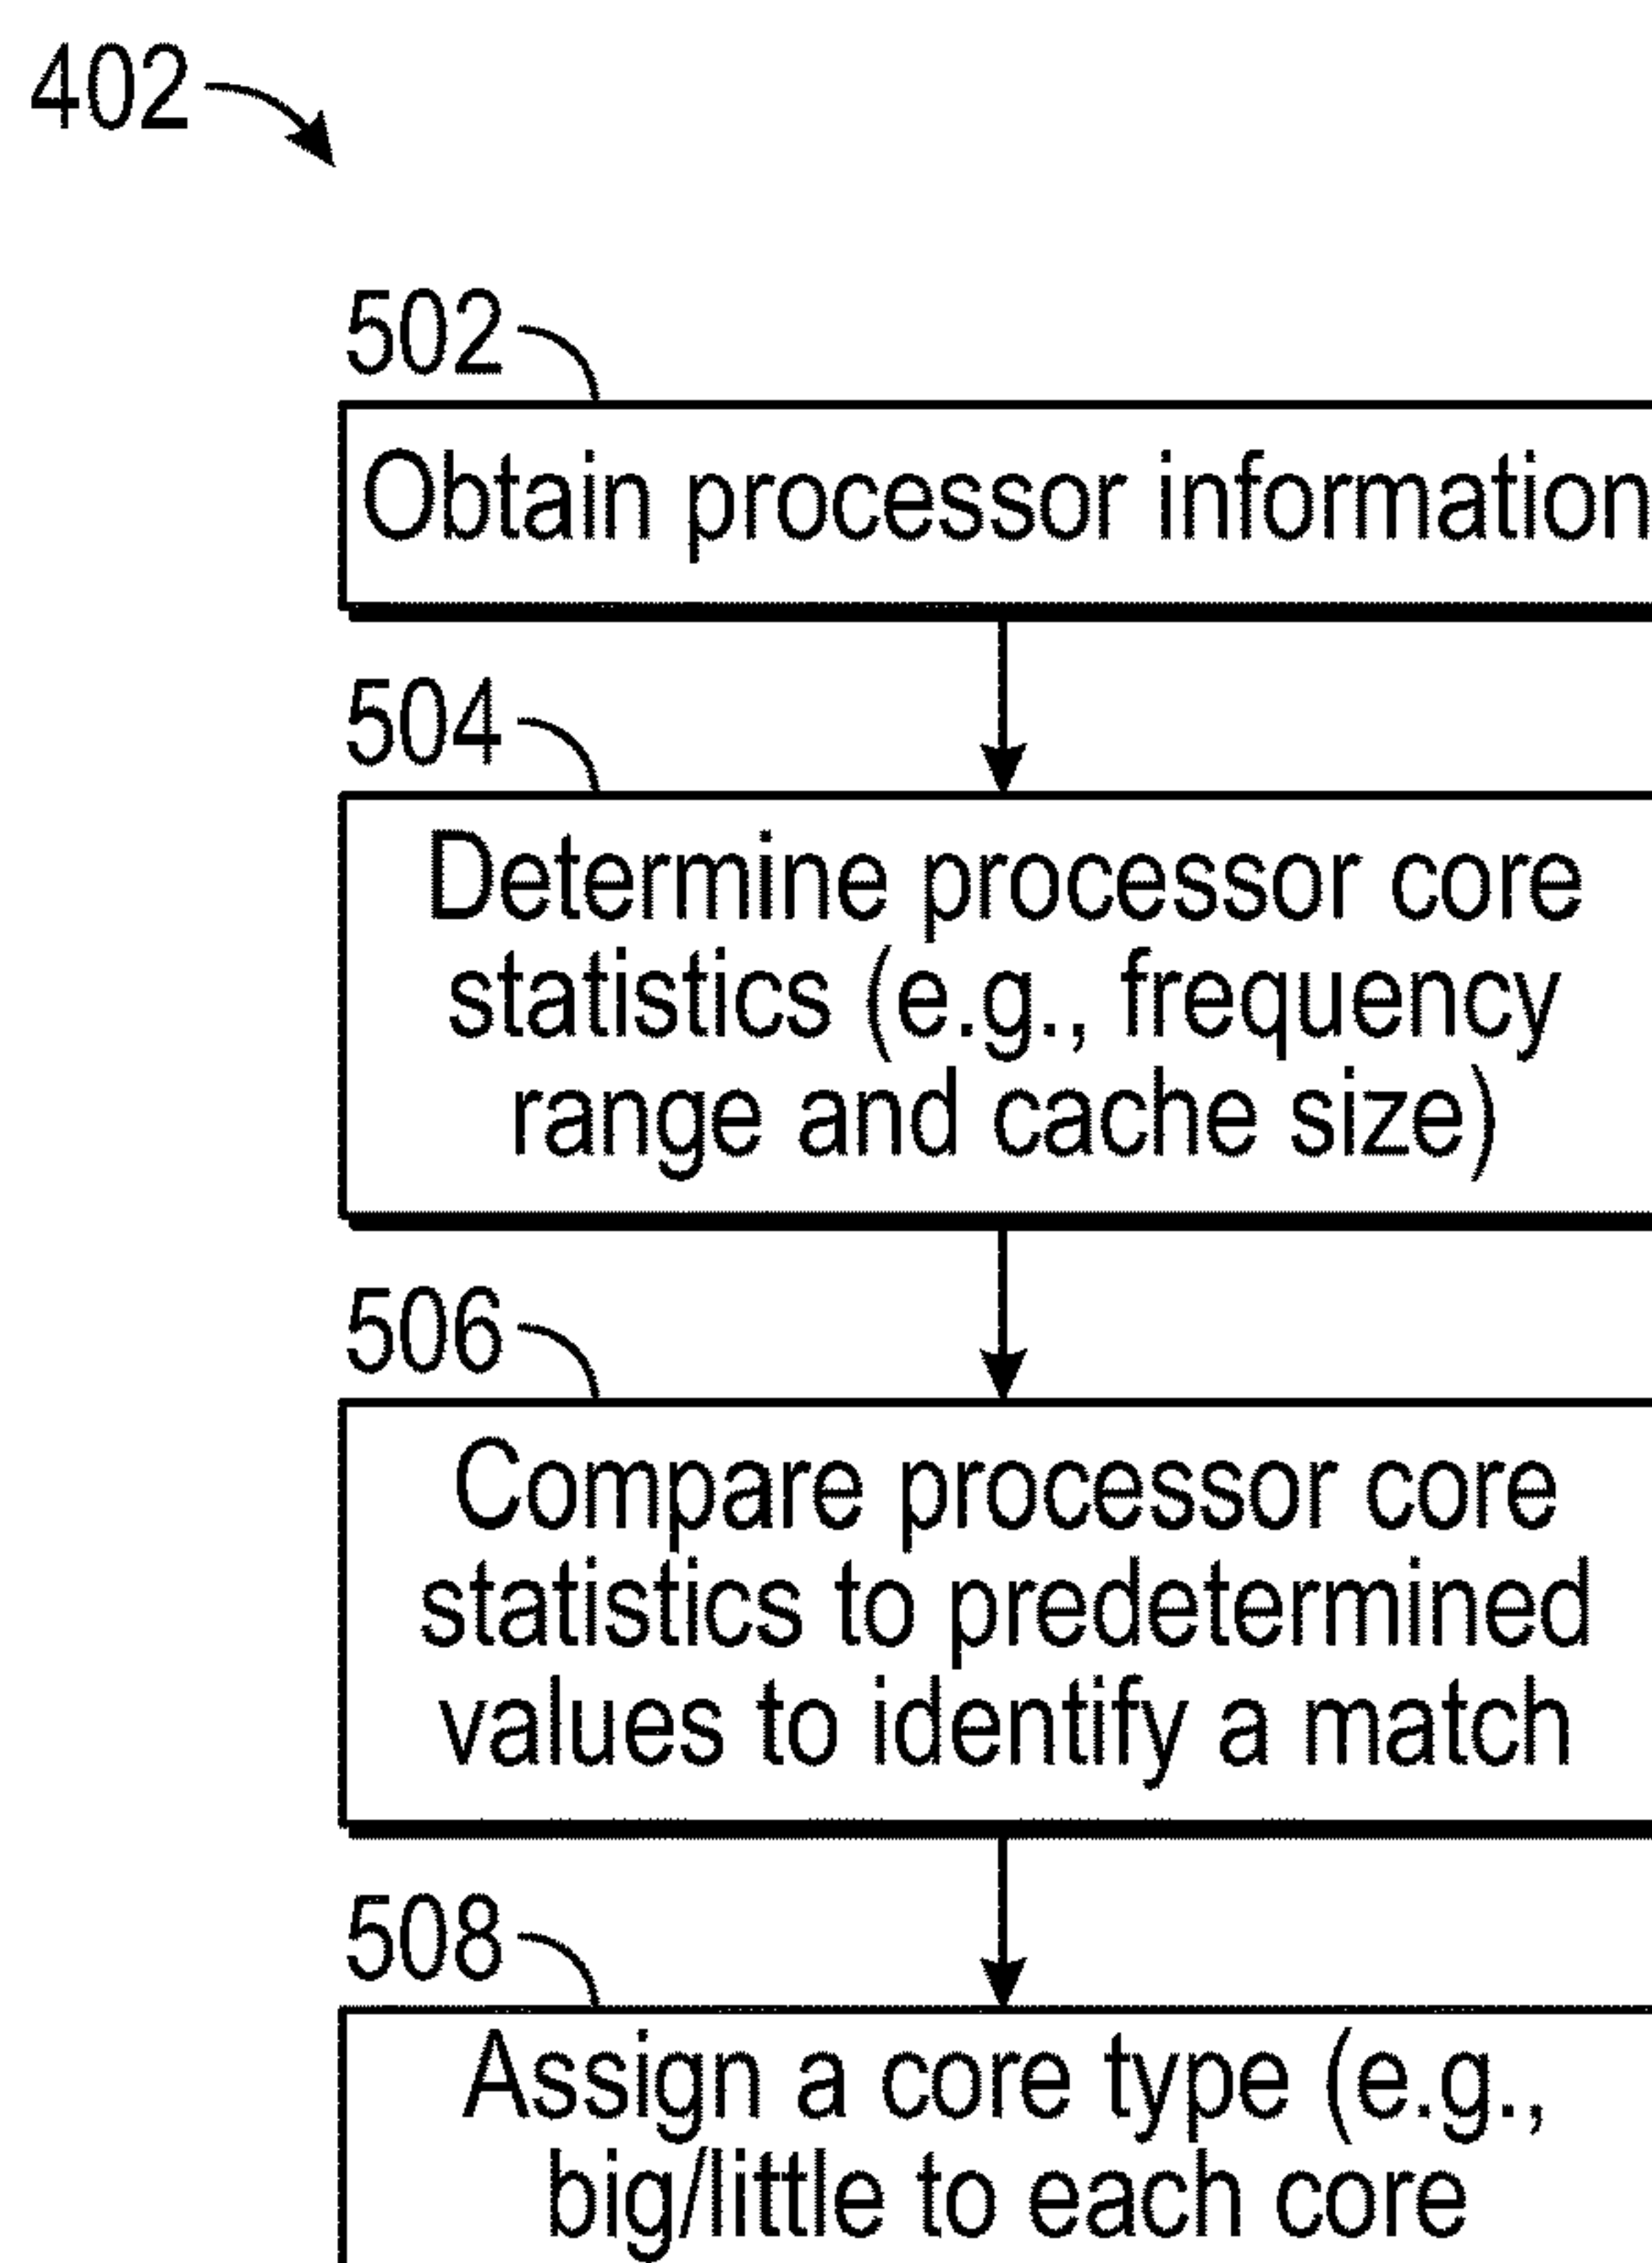 402
502
Obtain processor information
504
Determine processor core
statistics (e.g., frequency
range and cache size)
506
Compare processor core
statistics to predetermined
values to identify a match
508
Assign a core type (e.g.,
big/little to each core